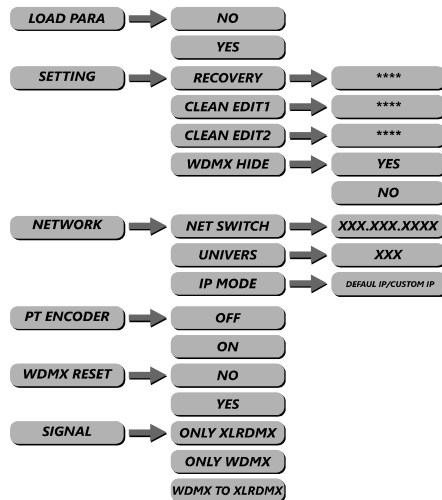 LOAD PARA NO
YES
SETTING RECOVERY ****
CLEAN EDIT1 ****
CLEAN EDIT2 ****
WDMX HIDE YES
NO
NETWORK NET SWITCH XXX.XXX.XXXX
UNIVERS XXX
IP MODE DEFAUL IP/CUSTOM IP
PT ENCODER OFF
ON
WDMX RESET NO
YES
SIGNAL ONLY XLRDMX
ONLY WDMX
WDMX TO XLRDMX